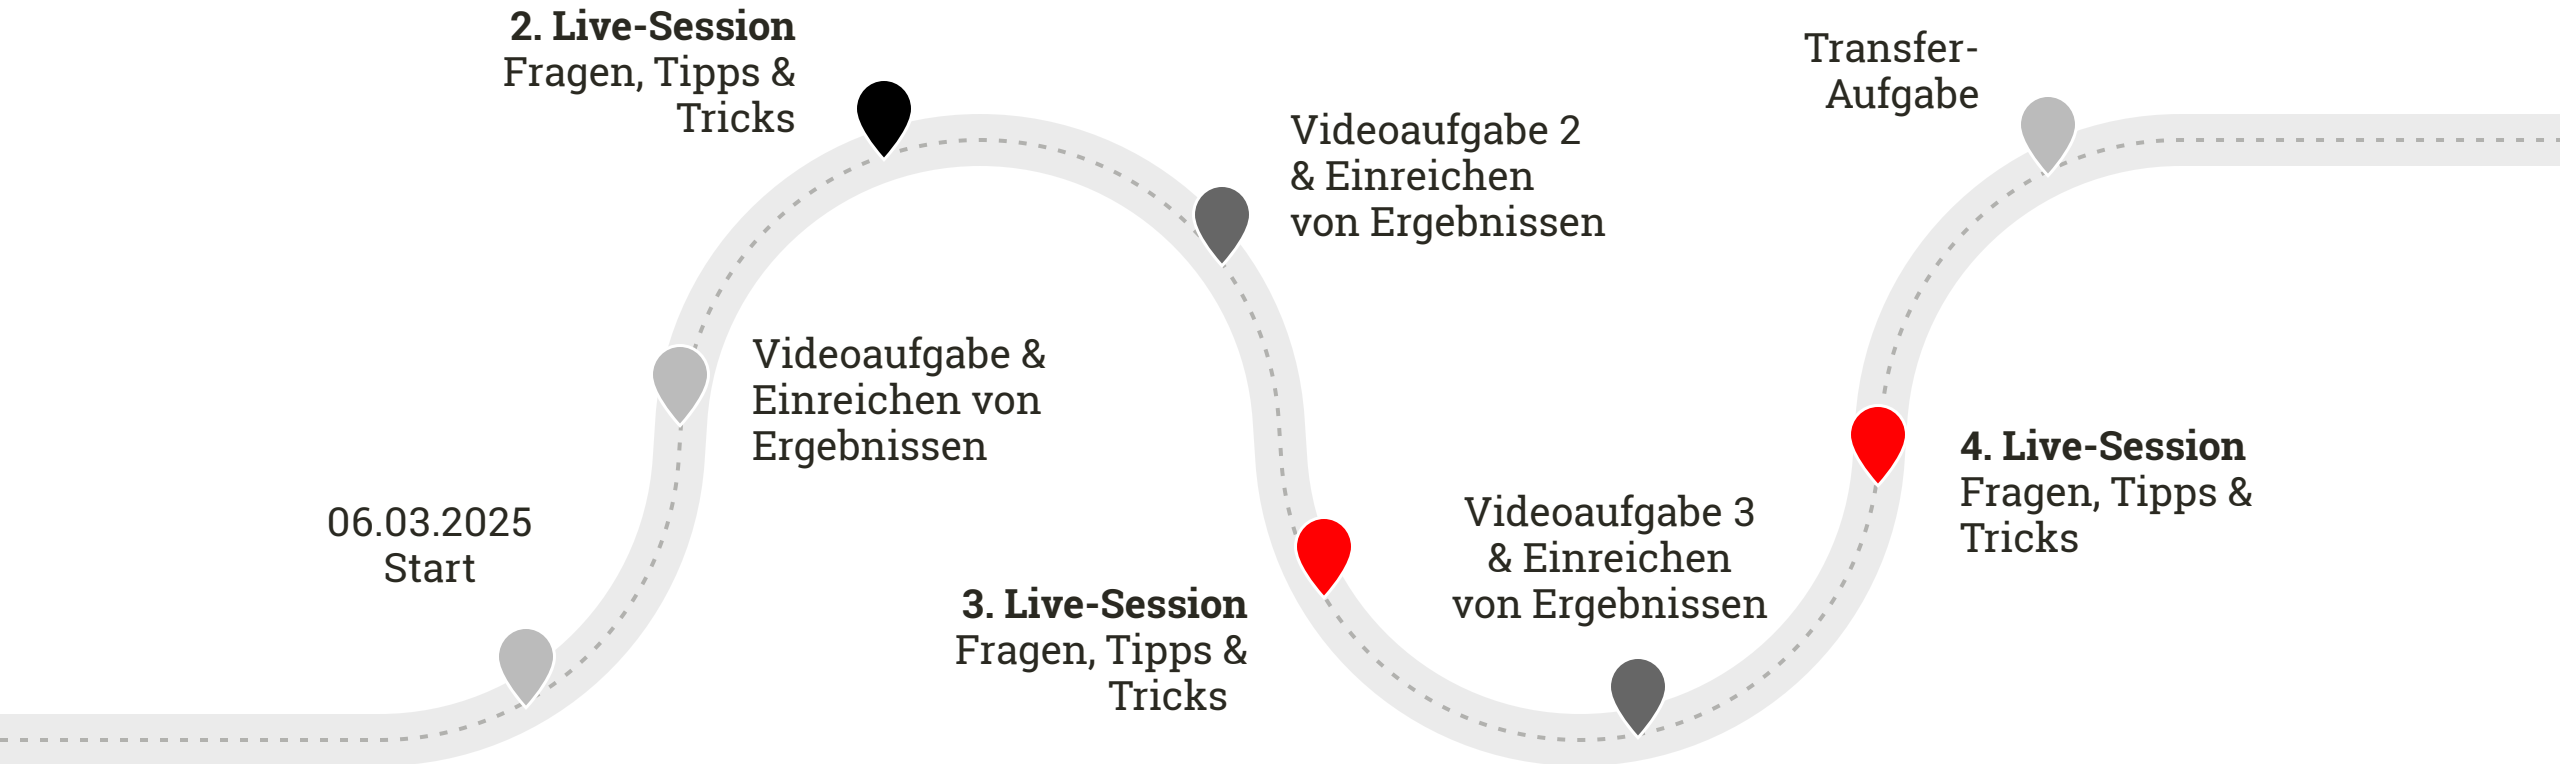 06.03.2025
Start
Videoaufgabe &
Einreichen von
Ergebnissen
2. Live-Session
Fragen, Tipps &
Tricks
Videoaufgabe 2
& Einreichen
von Ergebnissen
3. Live-Session
Fragen, Tipps &
Tricks
Videoaufgabe 3
& Einreichen
von Ergebnissen
4. Live-Session
Fragen, Tipps &
Tricks
Transfer-
Aufgabe